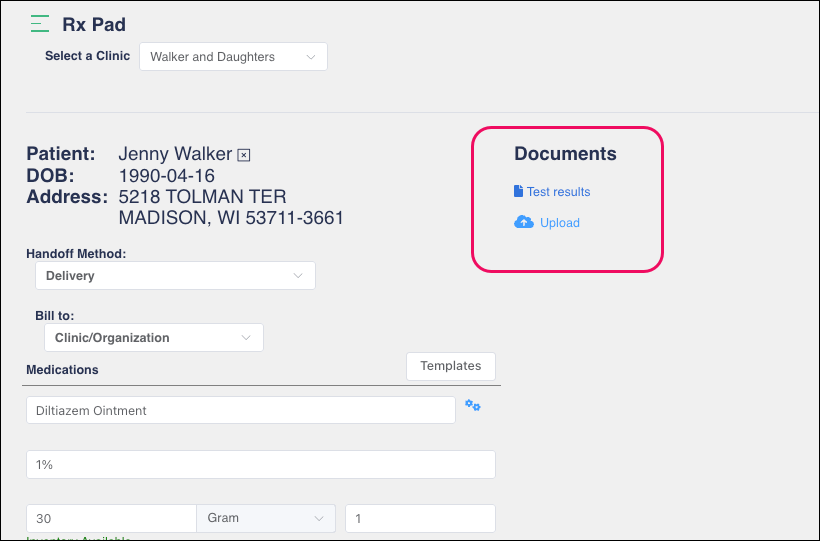 Rx Pad
Select a Clinic Walker and Daughters
Patient: Jenny Walker
DOB: 1990-04-16
Address: 5218 TOLMAN TER
MADISON, WI 53711-3661
Documents
Test results
Upload
Handoff Method:
Delivery
Bill to:
Clinic/Organization
Medications Templates
Diltiazem Ointment
1%
30 Gram 1
Inventory Available